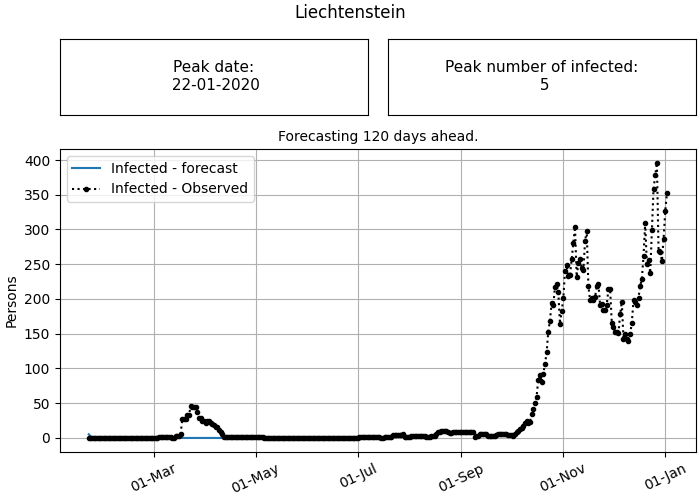 Liechtenstein
Peak date:
22-01-2020
Peak number of infected:
5
Forecasting 120 days ahead.
Infected - forecast
Infected - Observed
400
350
300
250
200
150
100
50
0
Persons
01-Mar
01-May
01-Jul
01-Sep
01-Nov
01-Jan